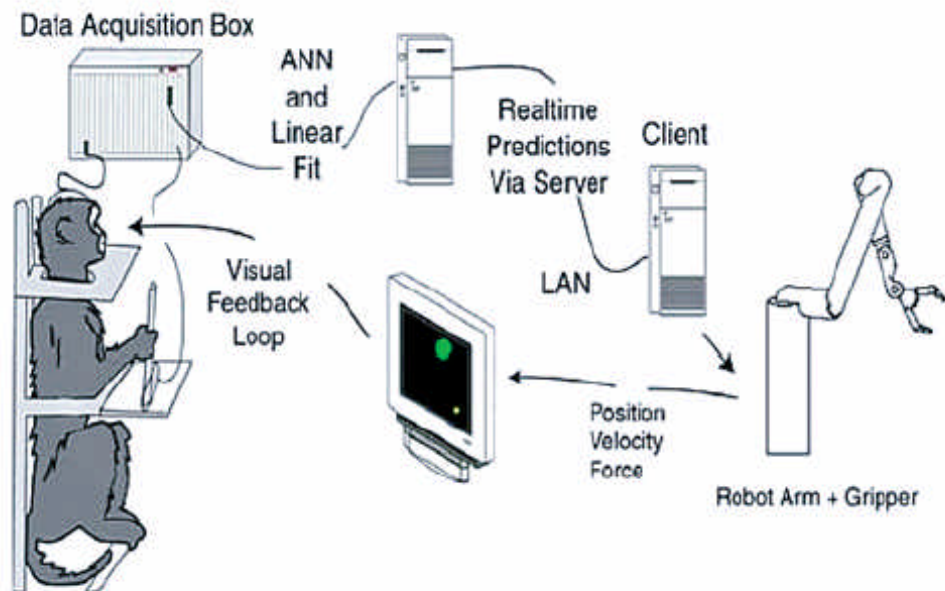 Data Acquisition Box
ANN
and
Linear
Fit
Realtime
Predictions
Via Server
Client
LAN
Visual
Feedback
Loop
Position
Velocity
Force
Robot Arm + Gripper